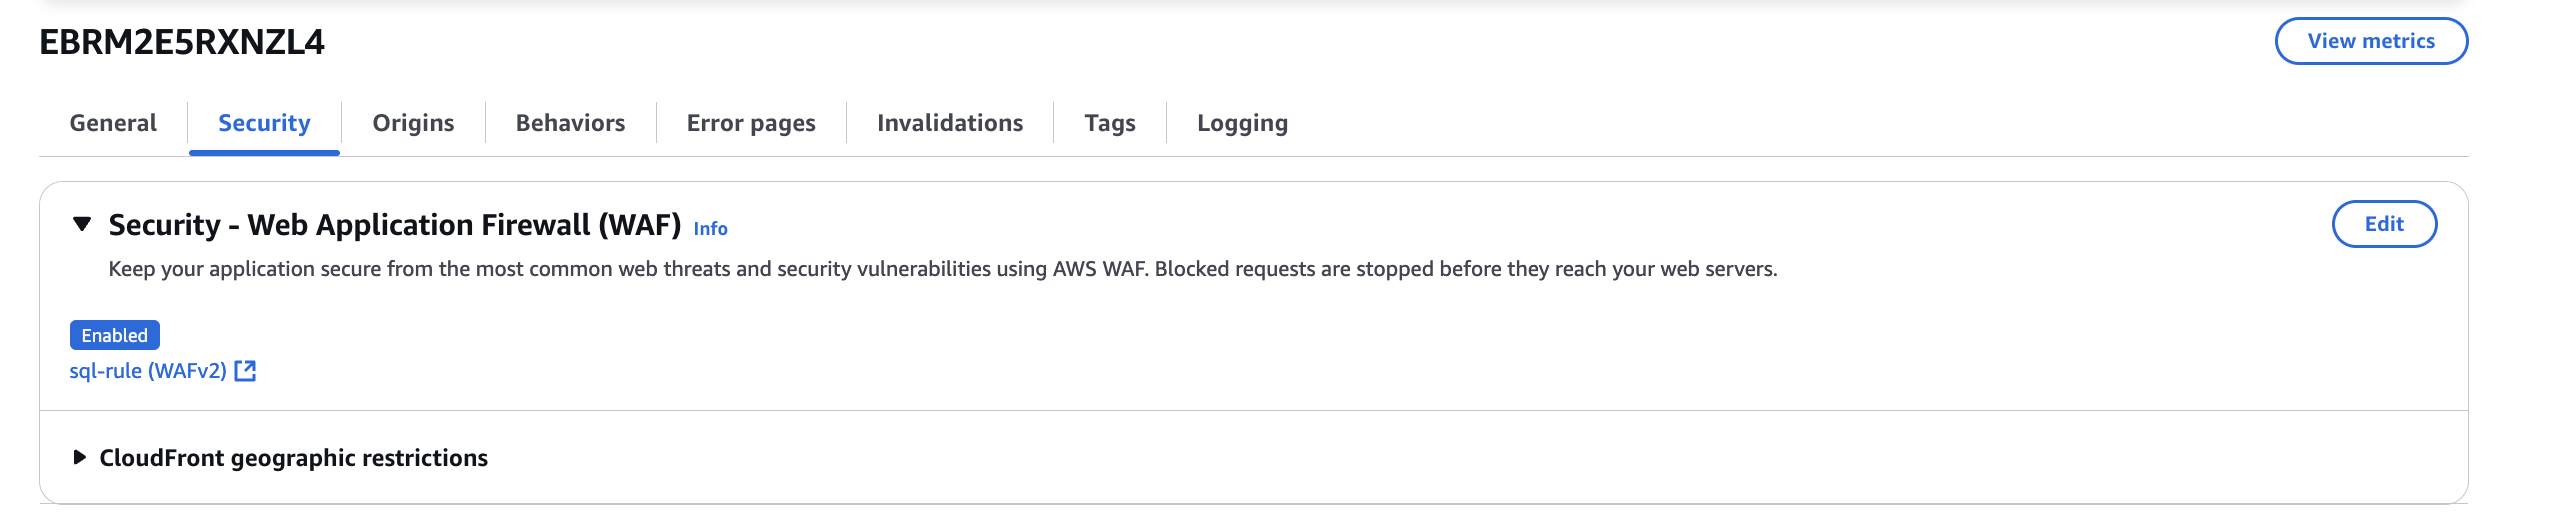 EBRM2E5RXNZL4
View metrics
General
Security
Origins
Behaviors
Error pages
Invalidations
Tags
Logging
Security - Web Application Firewall (WAF) Info
Edit
Keep your application secure from the most common web threats and security vulnerabilities using AWS WAF. Blocked requests are stopped before they reach your web servers.
Enabled
sql-rule (WAFv2)
CloudFront geographic restrictions